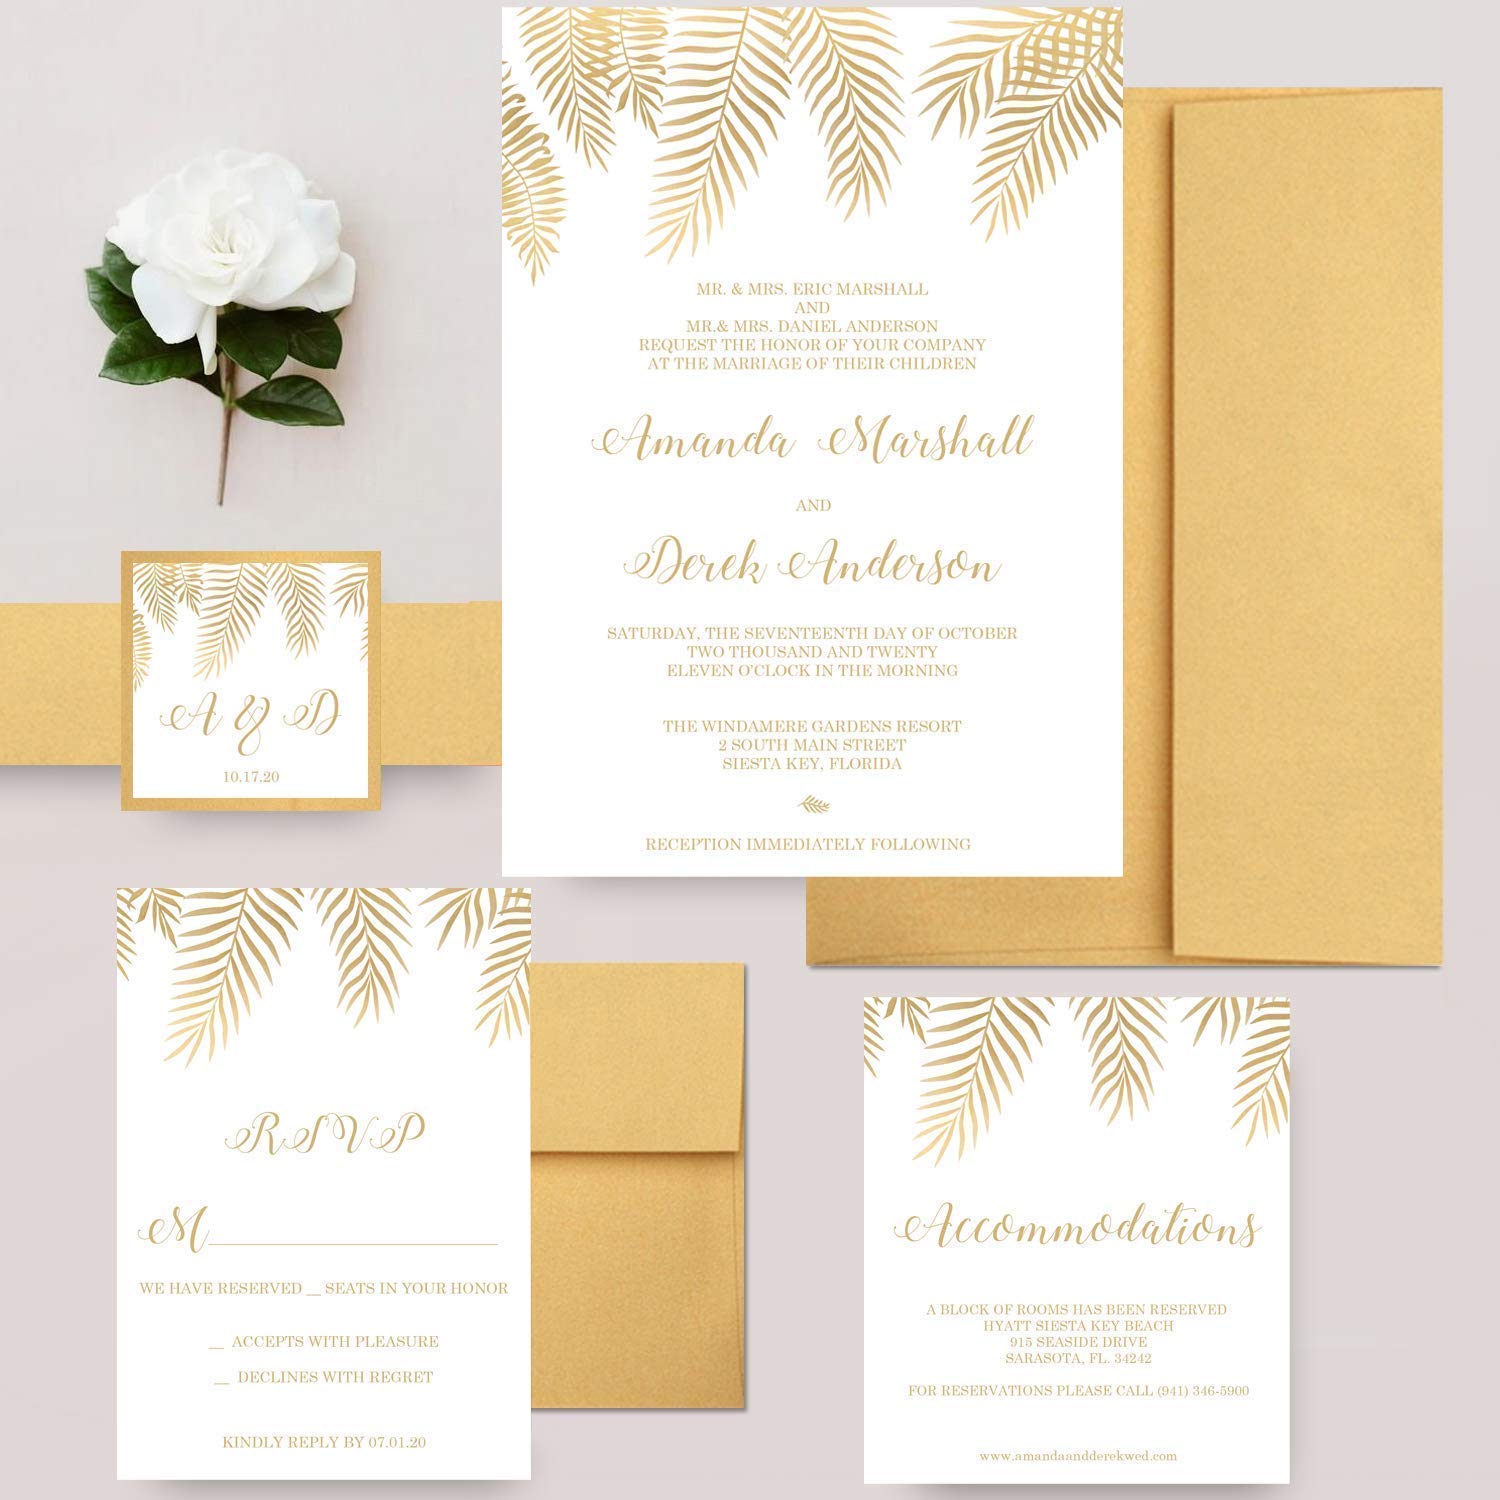 MR. & MRS. ERIC MARSHALL
AND
MR.& MRS. DANIEL ANDERSON
REQUEST THE HONOR OF YOUR COMPANY
AT THE MARRIAGE OF THEIR CHILDREN
Amanda Marshall
AND
Derek Anderson
SATURDAY, THE SEVENTEENTH DAY OF OCTOBER
TWO THOUSAND AND TWENTY
ELEVEN O'CLOCK IN THE MORNING
THE WINDAMERE GARDENS RESORT
2 SOUTH MAIN STREET
SIESTA KEY, FLORIDA
RECEPTION IMMEDIATELY FOLLOWING
A & D
10.17.20
RSVP
M__________
WE HAVE RESERVED __ SEATS IN YOUR HONOR
__ ACCEPTS WITH PLEASURE
__ DECLINES WITH REGRET
KINDLY REPLY BY 07.01.20
Accommodations
A BLOCK OF ROOMS HAS BEEN RESERVED
HYATT SIESTA KEY BEACH
915 SEASIDE DRIVE
SARASOTA, FL. 34242
FOR RESERVATIONS PLEASE CALL (941) 346-5900
www.amandaandderekwed.com